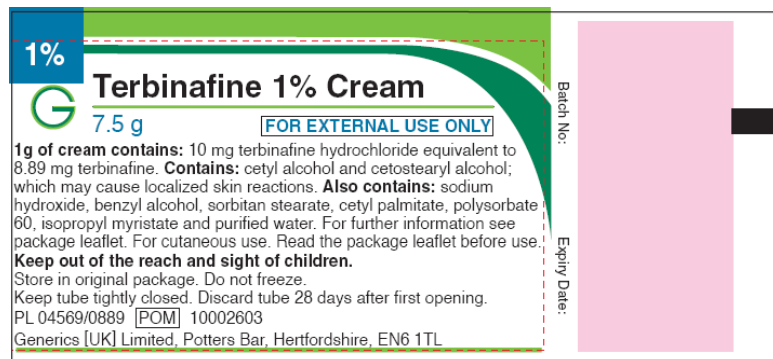 1%
G
Terbinafine 1% Cream
7.5 g
FOR EXTERNAL USE ONLY
1g of cream contains: 10 mg terbinafine hydrochloride equivalent to
8.89 mg terbinafine. Contains: cetyl alcohol and cetostearyl alcohol;
which may cause localized skin reactions. Also contains: sodium
hydroxide, benzyl alcohol, sorbitan stearate, cetyl palmitate, polysorbate
60, isopropyl myristate and purified water. For further information see
package leaflet. For cutaneous use. Read the package leaflet before use.
Keep out of the reach and sight of children.
Store in original package. Do not freeze.
Keep tube tightly closed. Discard tube 28 days after first opening.
PL 04569/0889 POM 10002603
Generics [UK] Limited, Potters Bar, Hertfordshire, EN6 1TL
Batch No:
Expiry Date: